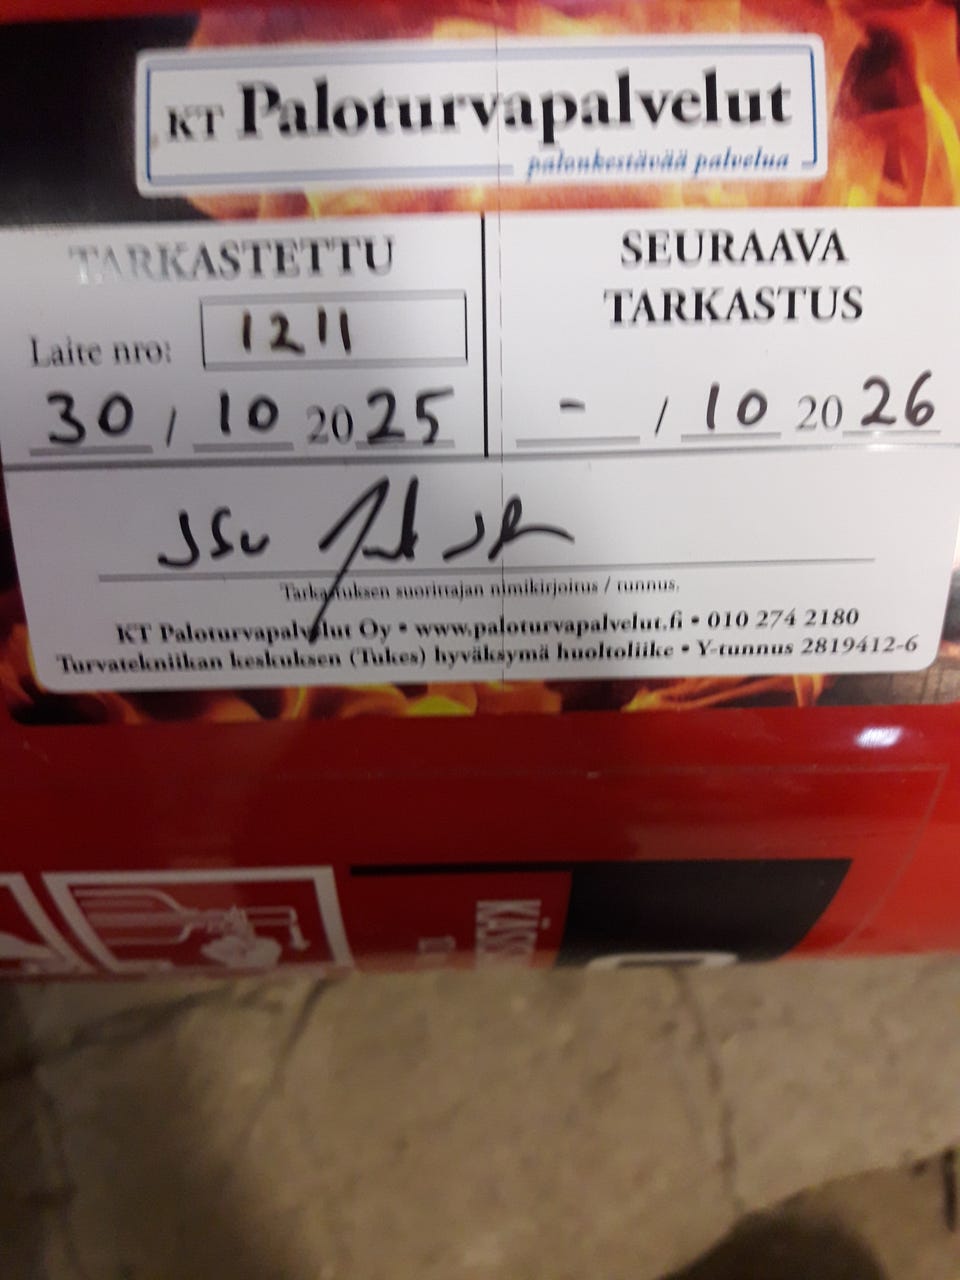 KT Paloturvapalvelut
palonkestävää palvelua
TARKASTETTU
Laite nro: 1211
30 / 10 2025
SEURAAVA
TARKASTUS
- / 10 2026
Tarkastuksen suorittajan nimikirjoitus / tunnus.
KT Paloturvapalvelut Oy • www.paloturvapalvelut.fi • 010 274 2180
Turvatekniikan keskuksen (Tukes) hyväksymä huoltoliike • Y-tunnus 2819412-6